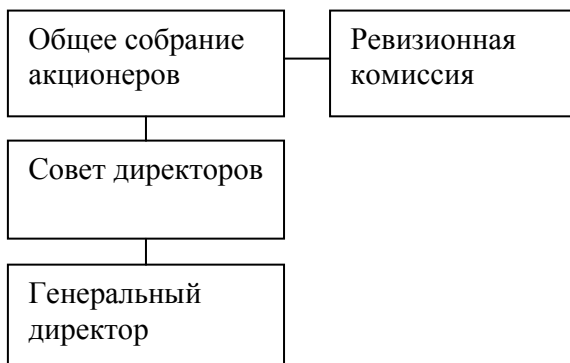 Общее собрание
акционеров
Ревизионная
комиссия
Совет директоров
Генеральный
директор